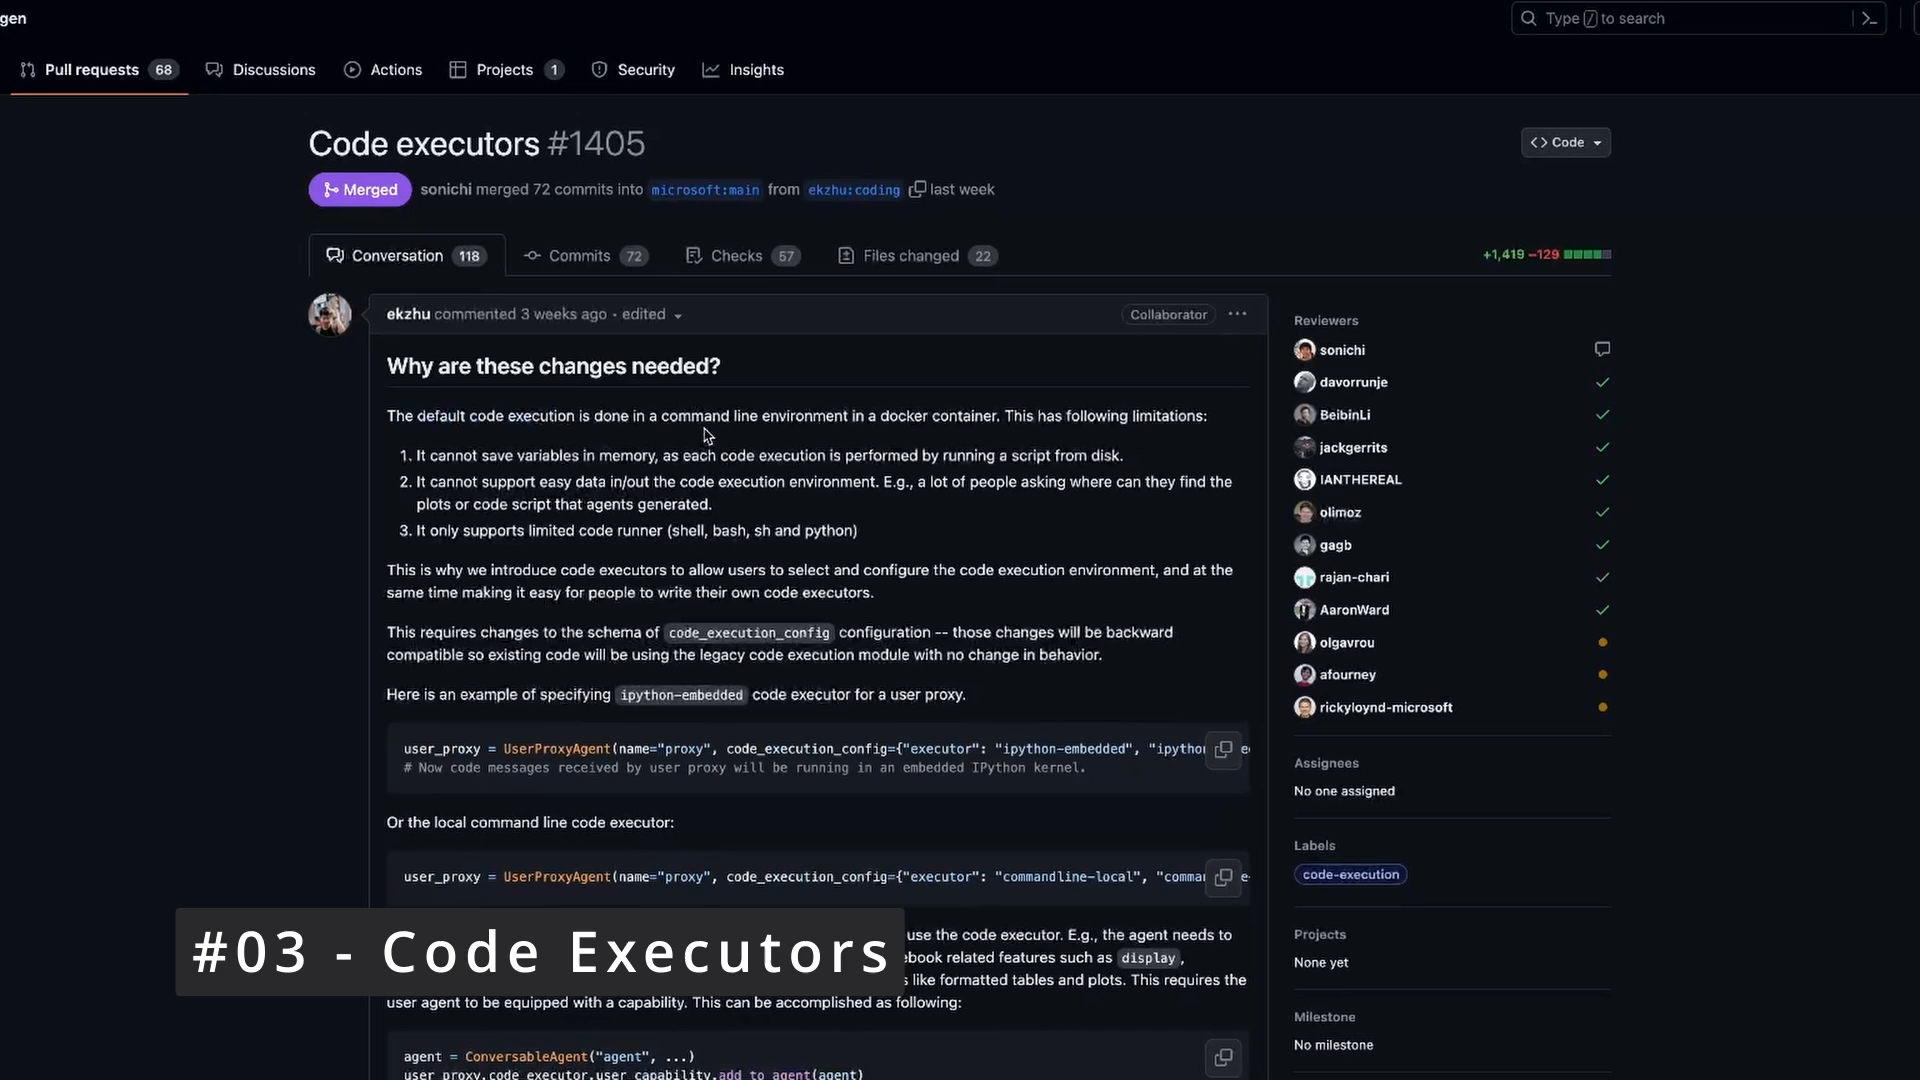 gen
Type / to search
Pull requests 68 Discussions Actions Projects 1 Security Insights
Code executors #1405
Code
Merged sonichi merged 72 commits into microsoft:main from ekzhu:coding last week
Conversation 118 Commits 72 Checks 57 Files changed 22 +1,419 −129
ekzhu commented 3 weeks ago • edited Collaborator
Why are these changes needed?
The default code execution is done in a command line environment in a docker container. This has following limitations:
1. It cannot save variables in memory, as each code execution is performed by running a script from disk.
2. It cannot support easy data in/out the code execution environment. E.g., a lot of people asking where can they find the
plots or code script that agents generated.
3. It only supports limited code runner (shell, bash, sh and python)
This is why we introduce code executors to allow users to select and configure the code execution environment, and at the
same time making it easy for people to write their own code executors.
This requires changes to the schema of code_execution_config configuration -- those changes will be backward
compatible so existing code will be using the legacy code execution module with no change in behavior.
Here is an example of specifying ipython-embedded code executor for a user proxy.
user_proxy = UserProxyAgent(name="proxy", code_execution_config={"executor": "ipython-embedded", "ipython
# Now code messages received by user proxy will be running in an embedded IPython kernel.
Or the local command line code executor:
user_proxy = UserProxyAgent(name="proxy", code_execution_config={"executor": "commandline-local", "comman
use the code executor. E.g., the agent needs to
ebook related features such as display,
s like formatted tables and plots. This requires the
user agent to be equipped with a capability. This can be accomplished as following:
agent = ConversableAgent("agent", ...)
user_proxy.code_executor.user_capability.add_to_agent(agent)
#03 - Code Executors
Reviewers
sonichi
davorrunje
BeibinLi
jackgerrits
IANTHEREAL
olimoz
gagb
rajan-chari
AaronWard
olgavrou
afourney
rickyloynd-microsoft
Assignees
No one assigned
Labels
code-execution
Projects
None yet
Milestone
No milestone